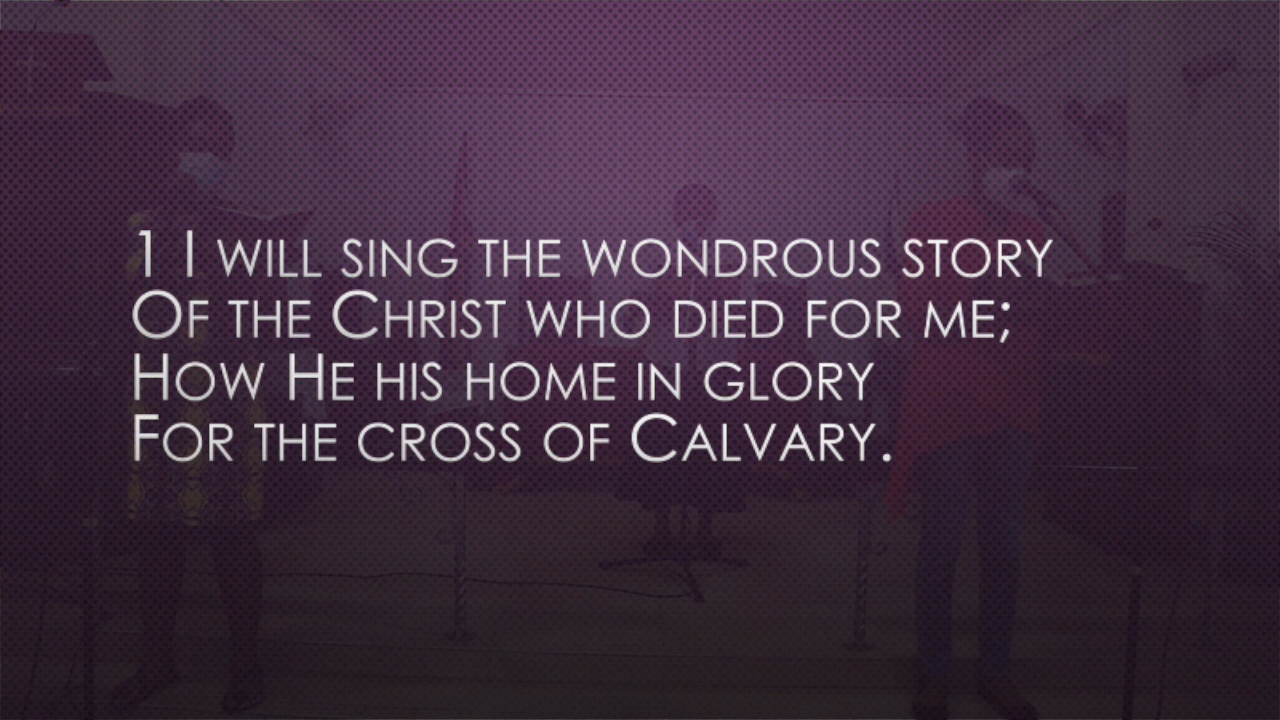 1 I will sing the wondrous story
Of the Christ who died for me;
How He his home in glory
For the cross of Calvary.